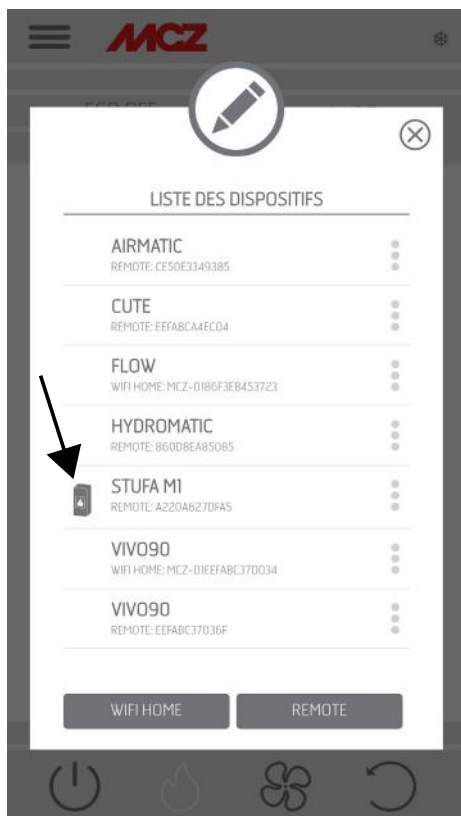 MCZ
LISTE DES DISPOSITIFS
AIRMATIC
REMOTE: CE50E3349385
CUTE
REMOTE: EEFABCA4EC04
FLOW
WIFI HOME: MCZ-0186F3EB453723
HYDROMATIC
REMOTE: 860D8EA85085
STUFA M1
REMOTE: A220A627DFA5
VIVO90
WIFI HOME: MCZ-01EEFABC37D034
VIVO90
REMOTE: EEFABC37036F
WIFI HOME
REMOTE